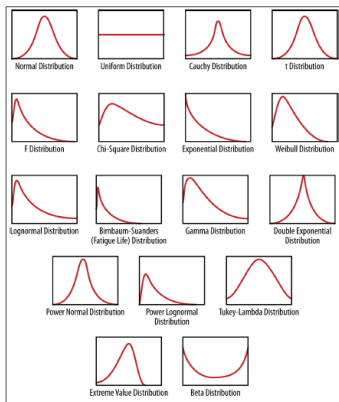 Normal Distribution
Uniform Distribution
Cauchy Distribution
t Distribution
F Distribution
Chi-Square Distribution
Exponential Distribution
Weibull Distribution
Lognormal Distribution
Birnbaum-Suanders
(Fatigue Life) Distribution
Gamma Distribution
Double Exponential
Distribution
Power Normal Distribution
Power Lognormal
Distribution
Tukey-Lambda Distribution
Extreme Value Distribution
Beta Distribution